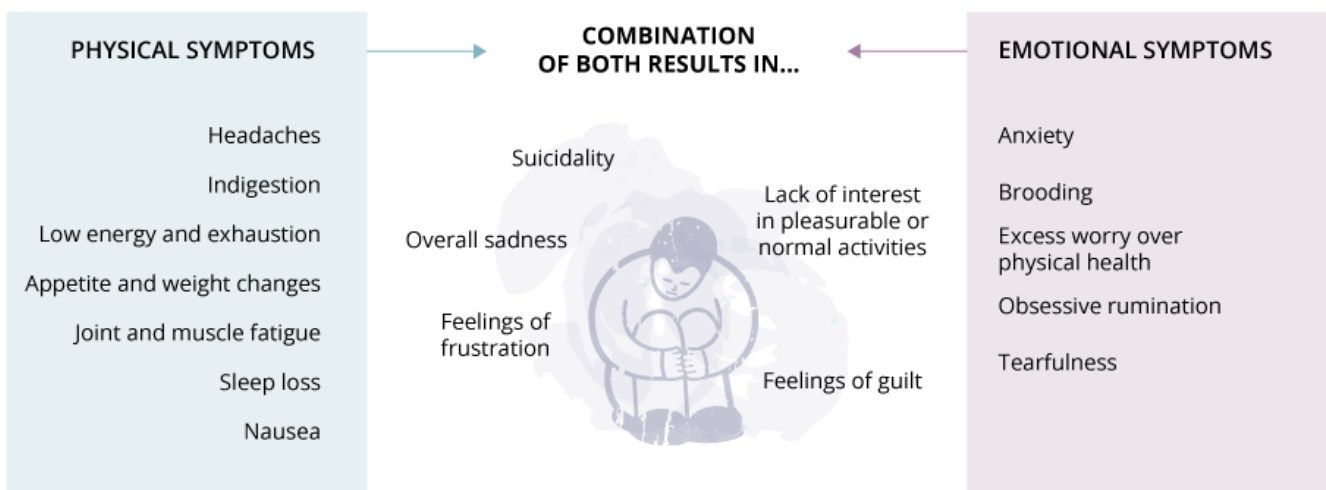 PHYSICAL SYMPTOMS
Headaches
Indigestion
Low energy and exhaustion
Appetite and weight changes
Joint and muscle fatigue
Sleep loss
Nausea
COMBINATION
OF BOTH RESULTS IN...
Suicidality
Overall sadness
Feelings of
frustration
Lack of interest
in pleasurable or
normal activities
Feelings of guilt
EMOTIONAL SYMPTOMS
Anxiety
Brooding
Excess worry over
physical health
Obsessive rumination
Tearfulness